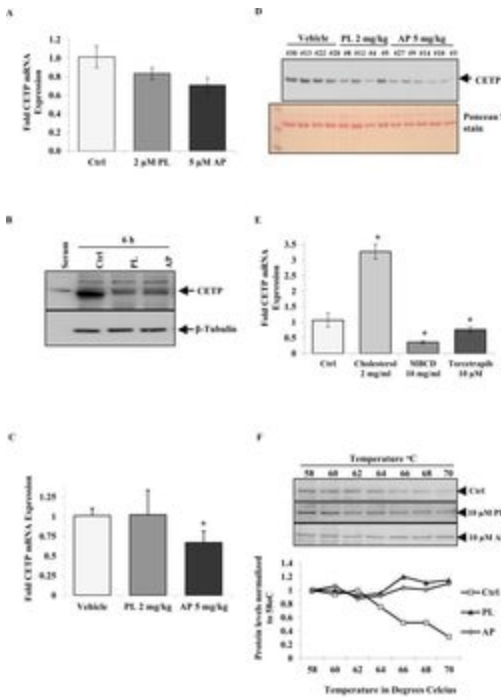 A
Fold CETP mRNA Expression
1.2
1.0
0.8
0.6
0.4
0.2
0.0
Ctrl 2 µM PL 5 µM AP
B
6 h
Serum Ctrl PL AP
CETP
β-Tubulin
C
Fold CETP mRNA Expression
1.25
1
0.75
0.5
0.25
0
*
Vehicle PL 2 mg/kg AP 5 mg/kg
D
Vehicle PL 2 mg/kg AP 5 mg/kg
CETP
Ponceau S
stain
E
Fold CETP mRNA
Expression
3.5
3
2.5
2
1.5
1
0.5
0
* * *
Ctrl Cholesterol MBCD Torcetrapib
2 mg/ml 10 mg/ml 10 µM
F
Temperature °C
58 60 62 64 66 68 70
Ctrl
10 µM PL
10 µM A
Protein levels normalized
to 58oC
1.4
1.2
1
0.8
0.6
0.4
0.2
0
Ctrl
PL
AP
58 60 62 64 66 68 70
Temperature in Degrees Celcius